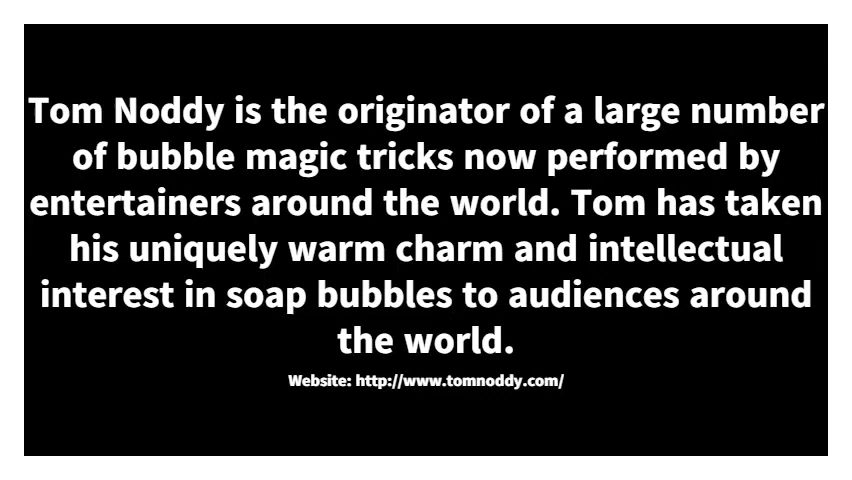 Tom Noddy is the originator of a large number
of bubble magic tricks now performed by
entertainers around the world. Tom has taken
his uniquely warm charm and intellectual
interest in soap bubbles to audiences around
the world.
Website: http://www.tomnoddy.com/